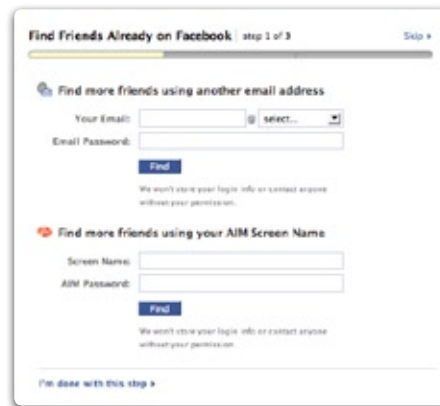 Find Friends Already on Facebook step 1 of 3 Skip ▸
Find more friends using another email address
Your Email: @ select...
Email Password:
Find
We won't store your login info or contact anyone
without your permission.
Find more friends using your AIM Screen Name
Screen Name:
AIM Password:
Find
We won't store your login info or contact anyone
without your permission.
I'm done with this step ▸